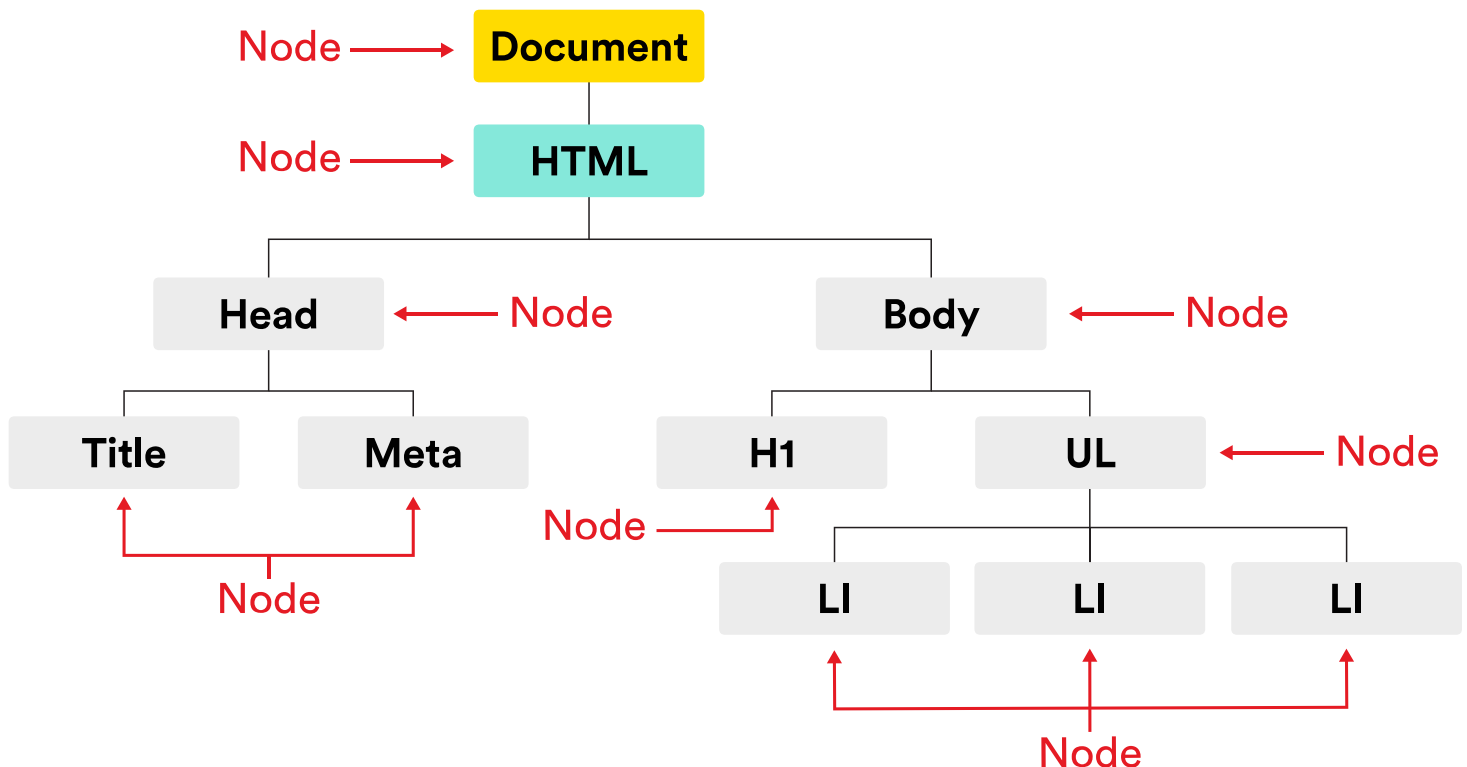 Node
Document
Node
HTML
Head
Node
Body
Node
Title
Meta
H1
UL
Node
Node
Node
LI
LI
LI
Node